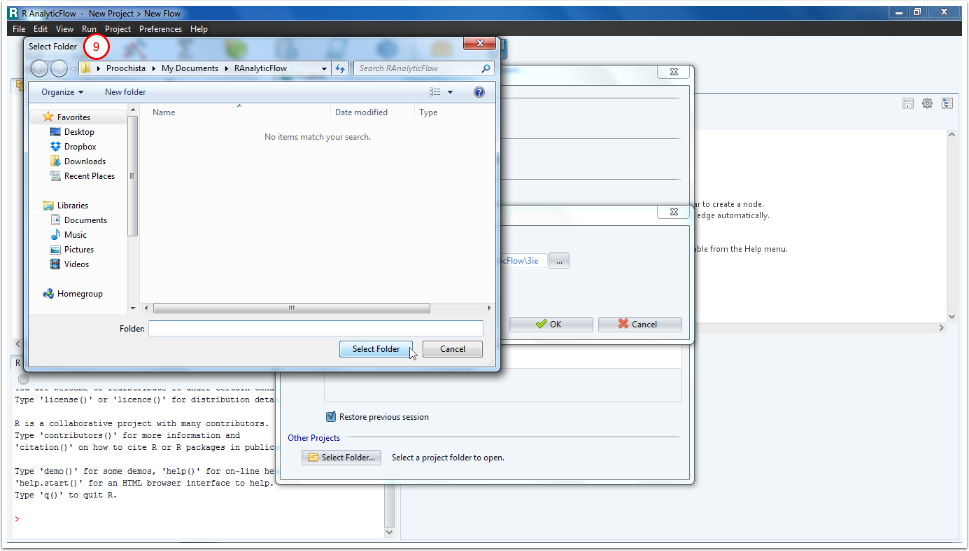 R AnalyticFlow - New Project > New Flow
File Edit View Run Project Preferences Help
Select Folder 9
Proochista My Documents RAnalyticFlow Search RAnalyticFlow
Organize New folder
Favorites
Desktop
Dropbox
Downloads
Recent Places
Libraries
Documents
Music
Pictures
Videos
Homegroup
Name Date modified Type
No items match your search.
Folder:
Select Folder Cancel
ar to create a node.
edge automatically.
able from the Help menu.
cFlow\3ie ...
OK Cancel
Restore previous session
Other Projects
Select Folder... Select a project folder to open.
R
Type 'license()' or 'licence()' for distribution deta
R is a collaborative project with many contributors.
Type 'contributors()' for more information and
'citation()' on how to cite R or R packages in public
Type 'demo()' for some demos, 'help()' for on-line he
'help.start()' for an HTML browser interface to help.
Type 'q()' to quit R.
>